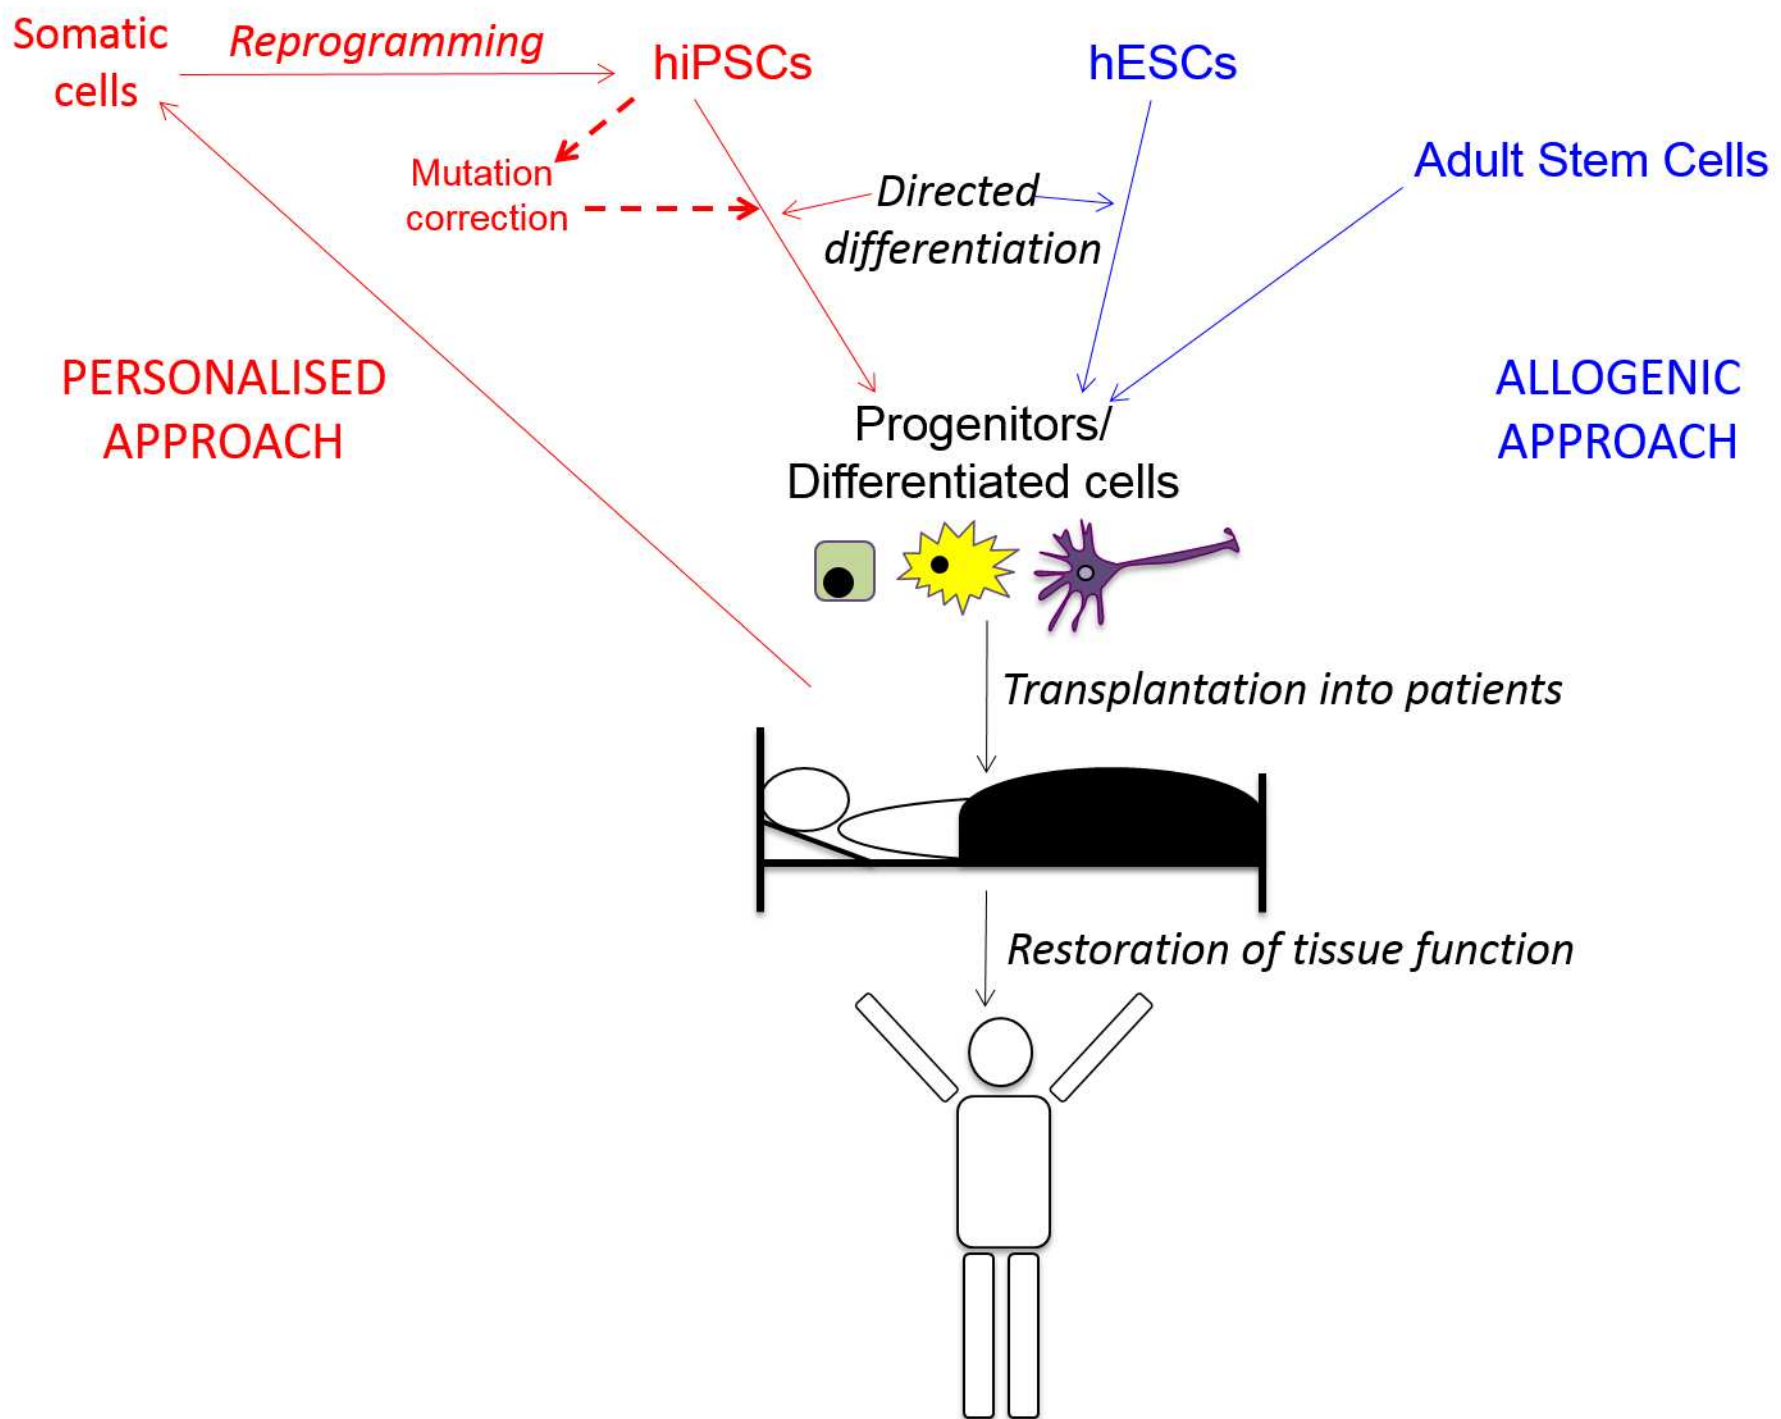 Somatic
cells
Reprogramming
hiPSCs
hESCs
Adult Stem Cells
Mutation
correction
Directed
differentiation
PERSONALISED
APPROACH
ALLOGENIC
APPROACH
Progenitors/
Differentiated cells
Transplantation into patients
Restoration of tissue function